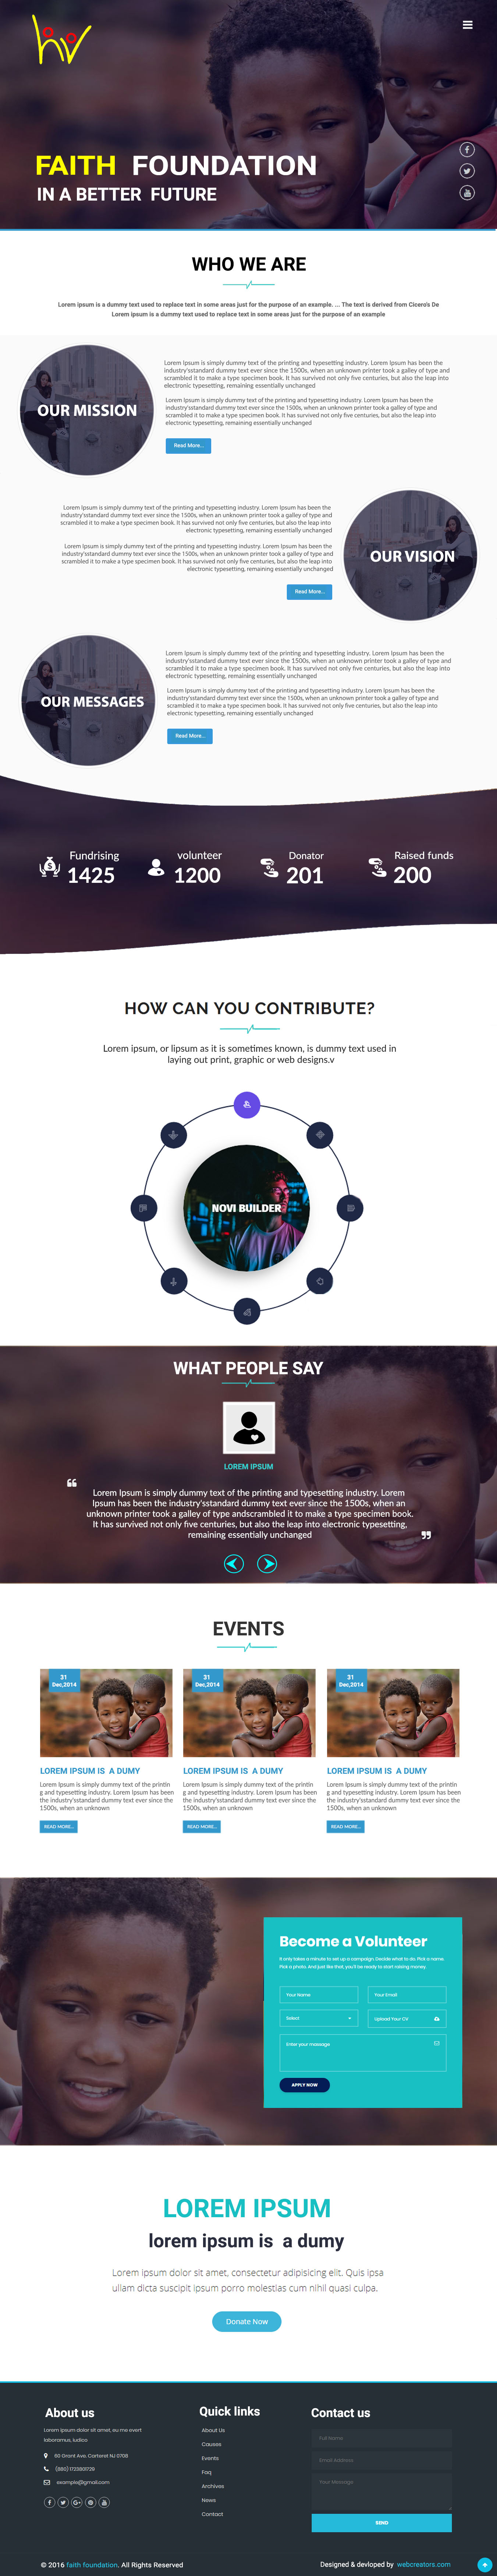 FAITH FOUNDATION
IN A BETTER FUTURE
WHO WE ARE
Lorem ipsum is a dummy text used to replace text in some areas just for the purpose of an example. ... The text is derived from Cicero's De
Lorem ipsum is a dummy text used to replace text in some areas just for the purpose of an example
OUR MISSION
Lorem Ipsum is simply dummy text of the printing and typesetting industry. Lorem Ipsum has been the
industry'sstandard dummy text ever since the 1500s, when an unknown printer took a galley of type and
scrambled it to make a type specimen book. It has survived not only five centuries, but also the leap into
electronic typesetting, remaining essentially unchanged
Lorem Ipsum is simply dummy text of the printing and typesetting industry. Lorem Ipsum has been the
industry'sstandard dummy text ever since the 1500s, when an unknown printer took a galley of type and
scrambled it to make a type specimen book. It has survived not only five centuries, but also the leap into
electronic typesetting, remaining essentially unchanged
Read More...
Lorem Ipsum is simply dummy text of the printing and typesetting industry. Lorem Ipsum has been the
industry'sstandard dummy text ever since the 1500s, when an unknown printer took a galley of type and
scrambled it to make a type specimen book. It has survived not only five centuries, but also the leap into
electronic typesetting, remaining essentially unchanged
Lorem Ipsum is simply dummy text of the printing and typesetting industry. Lorem Ipsum has been the
industry'sstandard dummy text ever since the 1500s, when an unknown printer took a galley of type and
scrambled it to make a type specimen book. It has survived not only five centuries, but also the leap into
electronic typesetting, remaining essentially unchanged
Read More...
OUR VISION
OUR MESSAGES
Lorem Ipsum is simply dummy text of the printing and typesetting industry. Lorem Ipsum has been the
industry'sstandard dummy text ever since the 1500s, when an unknown printer took a galley of type and
scrambled it to make a type specimen book. It has survived not only five centuries, but also the leap into
electronic typesetting, remaining essentially unchanged
Lorem Ipsum is simply dummy text of the printing and typesetting industry. Lorem Ipsum has been the
industry'sstandard dummy text ever since the 1500s, when an unknown printer took a galley of type and
scrambled it to make a type specimen book. It has survived not only five centuries, but also the leap into
electronic typesetting, remaining essentially unchanged
Read More...
Fundrising
1425
volunteer
1200
Donator
201
Raised funds
200
HOW CAN YOU CONTRIBUTE?
Lorem ipsum, or lipsum as it is sometimes known, is dummy text used in
laying out print, graphic or web designs.v
NOVI BUILDER
WHAT PEOPLE SAY
LOREM IPSUM
“
Lorem Ipsum is simply dummy text of the printing and typesetting industry. Lorem
Ipsum has been the industry'sstandard dummy text ever since the 1500s, when an
unknown printer took a galley of type andscrambled it to make a type specimen book.
It has survived not only five centuries, but also the leap into electronic typesetting,
remaining essentially unchanged
”
EVENTS
31
Dec,2014
LOREM IPSUM IS A DUMY
Lorem Ipsum is simply dummy text of the printin
g and typesetting industry. Lorem Ipsum has been
the industry'sstandard dummy text ever since the
1500s, when an unknown
READ MORE...
31
Dec,2014
LOREM IPSUM IS A DUMY
Lorem Ipsum is simply dummy text of the printin
g and typesetting industry. Lorem Ipsum has been
the industry'sstandard dummy text ever since the
1500s, when an unknown
READ MORE...
31
Dec,2014
LOREM IPSUM IS A DUMY
Lorem Ipsum is simply dummy text of the printin
g and typesetting industry. Lorem Ipsum has been
the industry'sstandard dummy text ever since the
1500s, when an unknown
READ MORE...
Become a Volunteer
It only takes a minute to set up a campaign. Decide what to do. Pick a name.
Pick a photo. And just like that, you'll be ready to start raising money.
Your Name
Your Email
Select
Upload Your CV
Enter your message
APPLY NOW
LOREM IPSUM
lorem ipsum is a dumy
Lorem ipsum dolor sit amet, consectetur adipisicing elit. Quis ipsa
ullam dicta suscipit ipsum porro molestias cum nihil quasi culpa.
Donate Now
About us
Lorem ipsum dolor sit amet, eu me esvert
laboramus, iudico
60 Grant Ave. Carteret NJ 0708
(880) 1723801729
example@gmail.com
Quick links
About Us
Causes
Events
Faq
Archives
News
Contact
Contact us
Full Name
Email Address
Your Message
SEND
© 2016 faith foundation. All Rights Reserved
Designed & devloped by webcreators.com